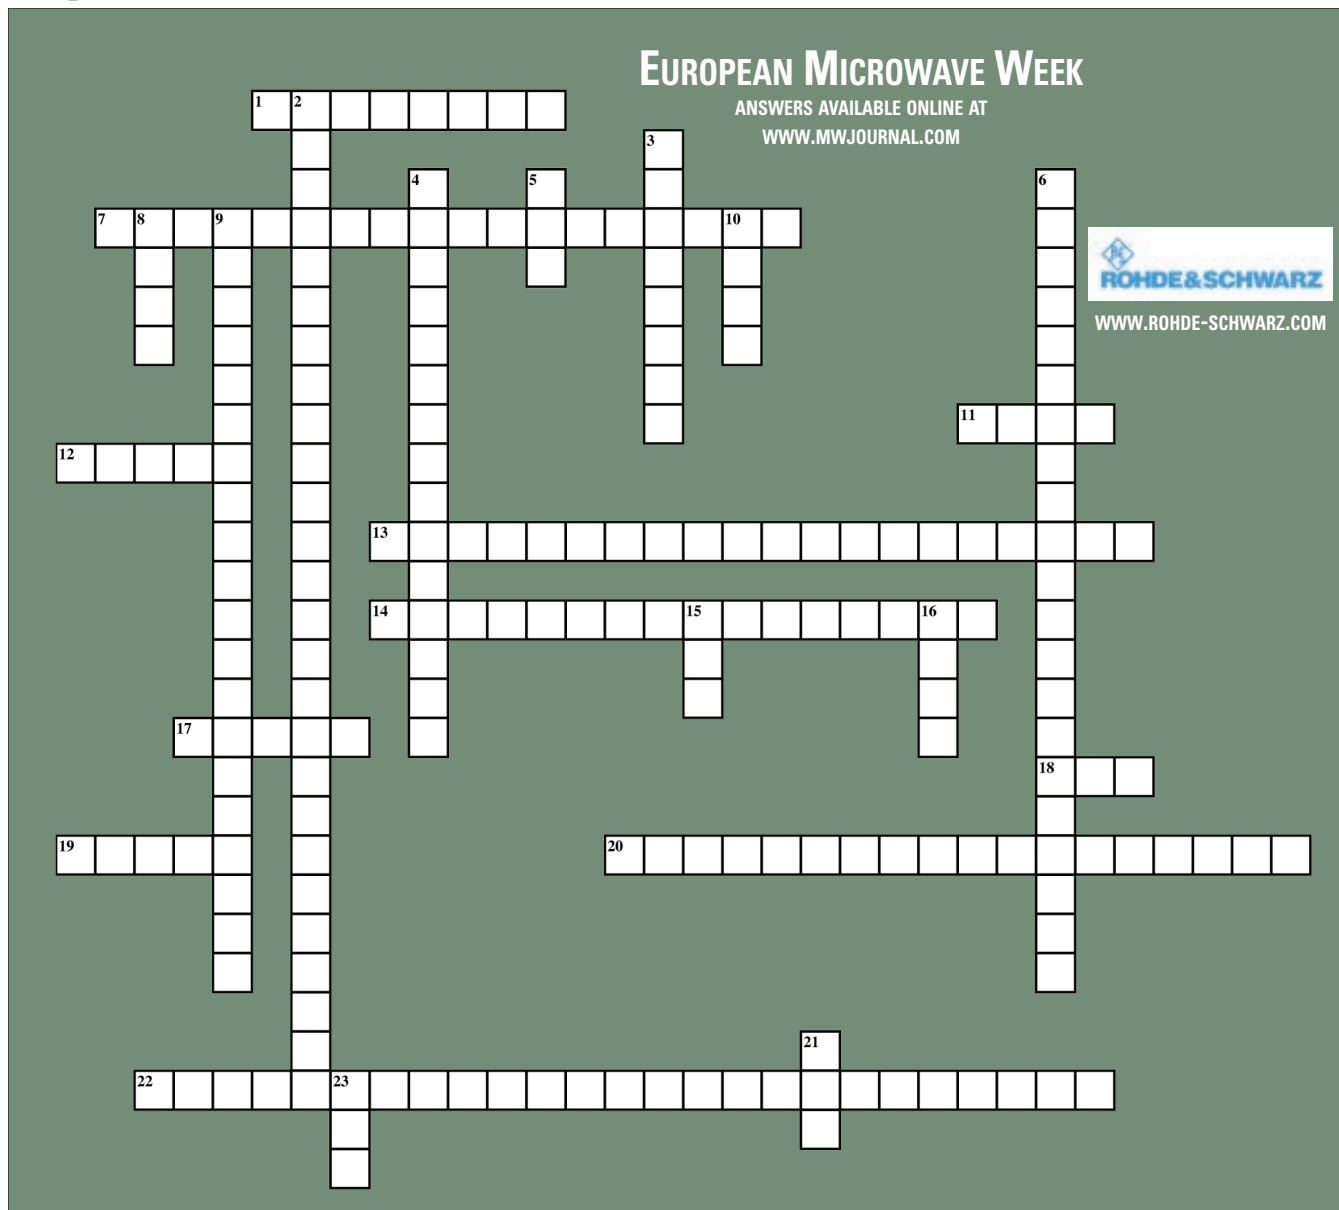 EUROPEAN MICROWAVE WEEK
ANSWERS AVAILABLE ONLINE AT
WWW.MWJOURNAL.COM
1 2
3
4 5 6
7 8 9 10
ROHDE&SCHWARZ
WWW.ROHDE-SCHWARZ.COM
11
12
13
14 15 16
17
18
19 20
21
22 23